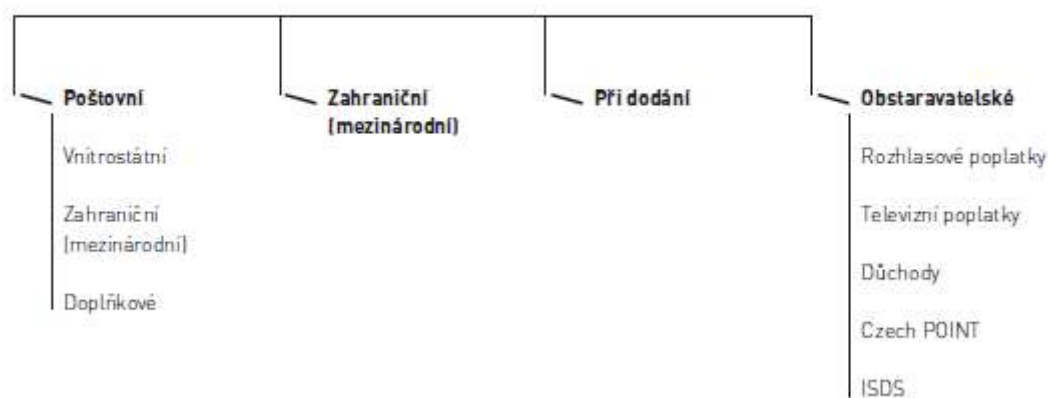 Poštovní
Vnitrostátní
Zahraniční
(mezinárodní)
Doplňkové
Zahraniční
(mezinárodní)
Při dodání
Obstaravatelské
Rozhlasové poplatky
Televizní poplatky
Důchody
Czech POINT
ISDS